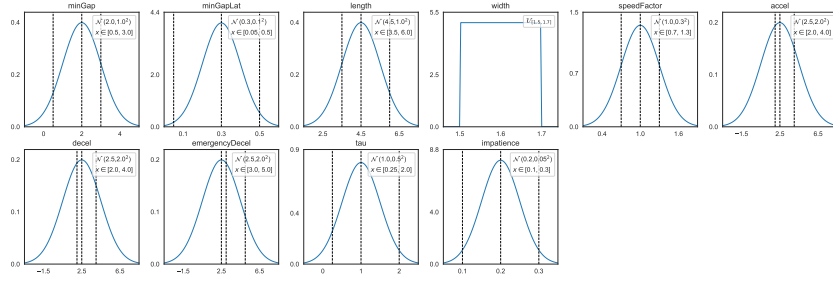 minGap
minGapLat
length
width
speedFactor
accel
0.4
0.2
0.0
0
2
4
𝒩(2.0,1.0²)
x ∈ [0.5, 3.0]
4.4
2.0
0.0
0.1
0.3
0.5
𝒩(0.3,0.1²)
x ∈ [0.05, 0.5]
0.4
0.2
0.0
2.5
4.5
6.5
𝒩(4.5,1.0²)
x ∈ [3.5, 6.0]
5.5
2.5
0.0
1.5
1.6
1.7
U[1.5, 1.7]
1.5
0.7
0.0
0.4
1.0
1.6
𝒩(1.0,0.3²)
x ∈ [0.7, 1.3]
0.2
0.1
0.0
−1.5
2.5
6.5
𝒩(2.5,2.0²)
x ∈ [2.0, 4.0]
decel
emergencyDecel
tau
impatience
0.2
0.1
0.0
−1.5
2.5
6.5
𝒩(2.5,2.0²)
x ∈ [2.0, 4.0]
0.2
0.1
0.0
−1.5
2.5
6.5
𝒩(2.5,2.0²)
x ∈ [3.0, 5.0]
0.9
0.4
0.0
0
1
2
𝒩(1.0,0.5²)
x ∈ [0.25, 2.0]
8.8
4.0
0.0
0.1
0.2
0.3
𝒩(0.2,0.05²)
x ∈ [0.1, 0.3]